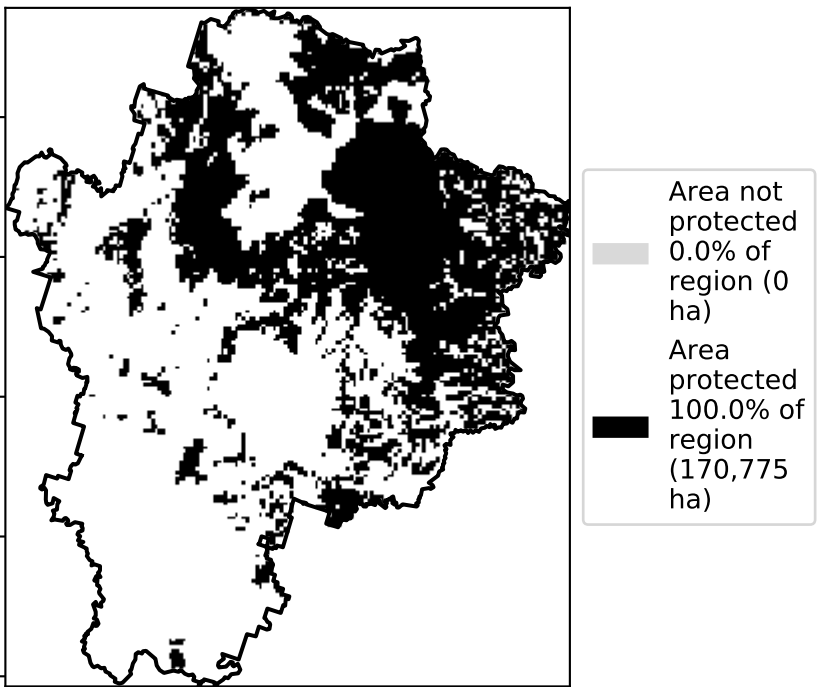 Area not
protected
0.0% of
region (0
ha)
Area
protected
100.0% of
region
(170,775
ha)